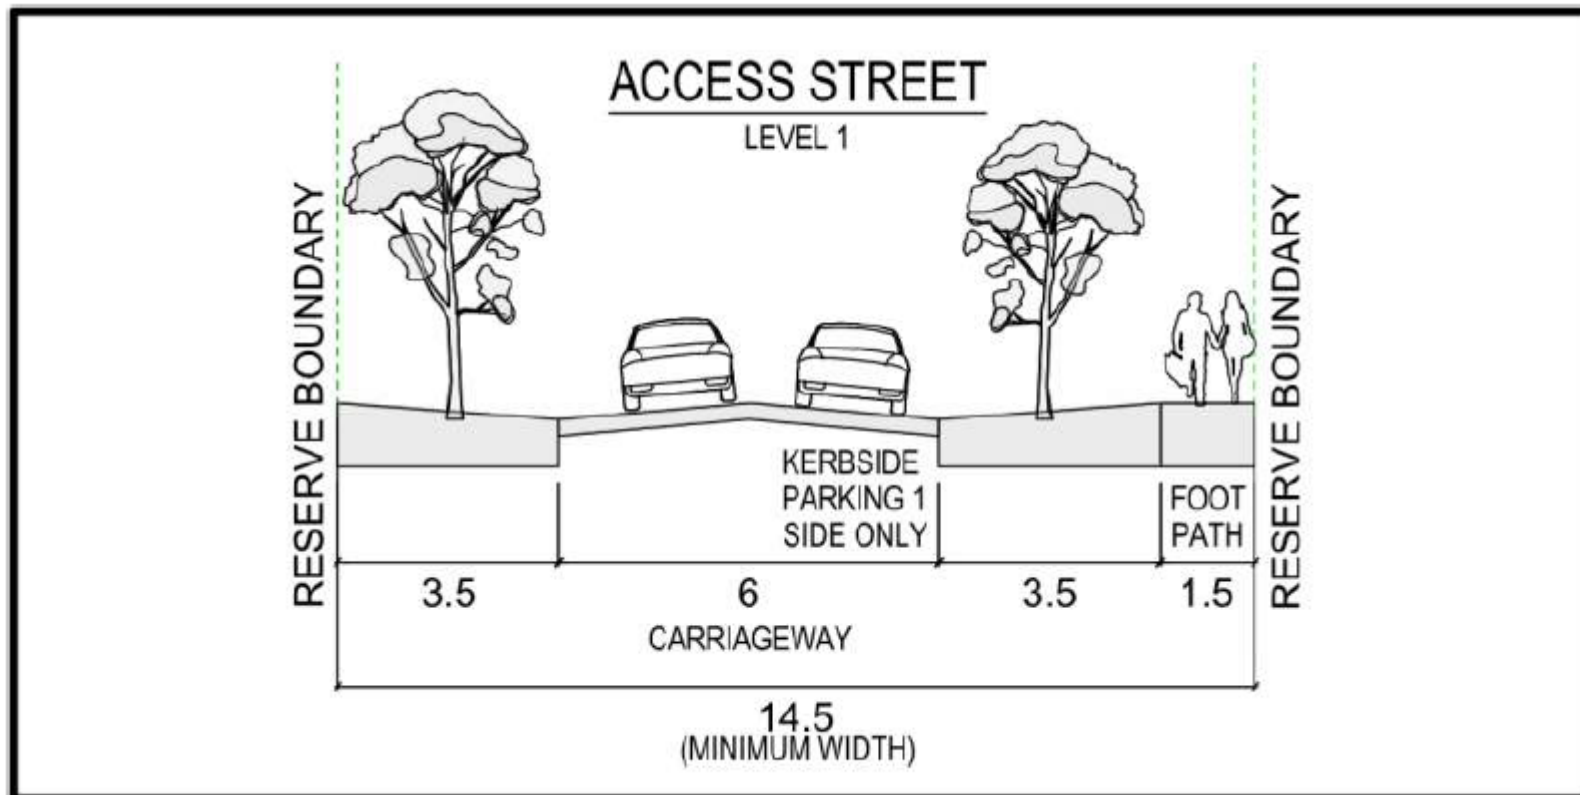 ACCESS STREET
LEVEL 1
RESERVE BOUNDARY
RESERVE BOUNDARY
KERBSIDE
PARKING 1
SIDE ONLY
FOOT
PATH
3.5
6
3.5
1.5
CARRIAGEWAY
14.5
(MINIMUM WIDTH)